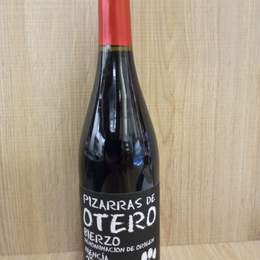 PIZARRAS DE
OTERO
BIERZO
DENOMINACIÓN DE ORIGEN
MENCÍA